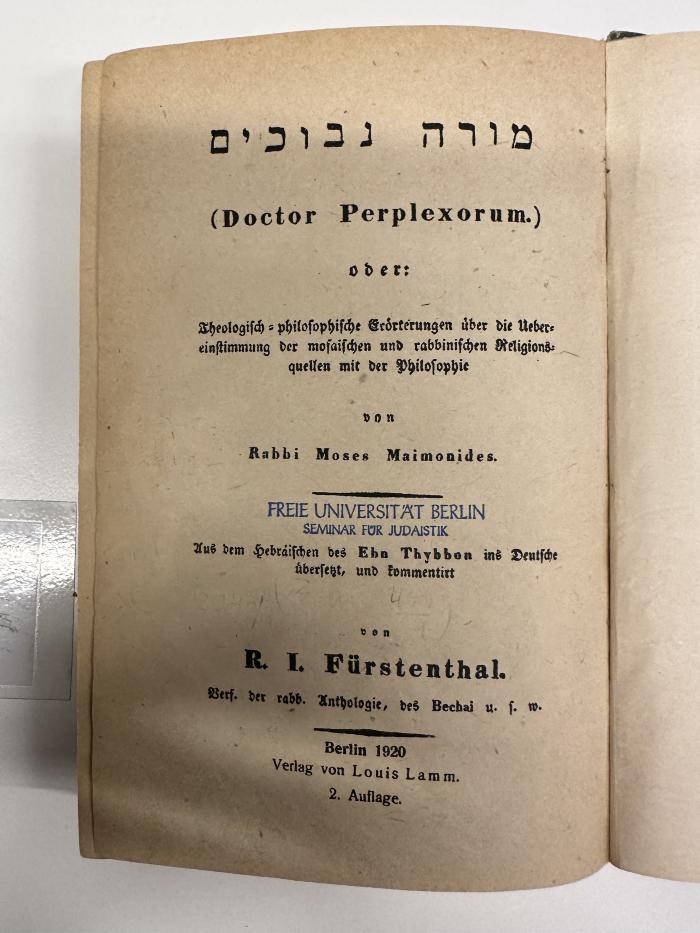 מורה נבוכים
(Doctor Perplexorum.)
oder:
Theologisch-philosophische Erörterungen über die Ueber-
einstimmung der mosaischen und rabbinischen Religions-
quellen mit der Philosophie
von
Rabbi Moses Maimonides.
FREIE UNIVERSITÄT BERLIN
SEMINAR FÜR JUDAISTIK
Aus dem Hebräischen des Ebn Thybbon ins Deutsche
übersetzt, und kommentirt
von
R. I. Fürstenthal.
Verf. der rabb. Anthologie, des Bechai u. s. w.
Berlin 1920
Verlag von Louis Lamm.
2. Auflage.